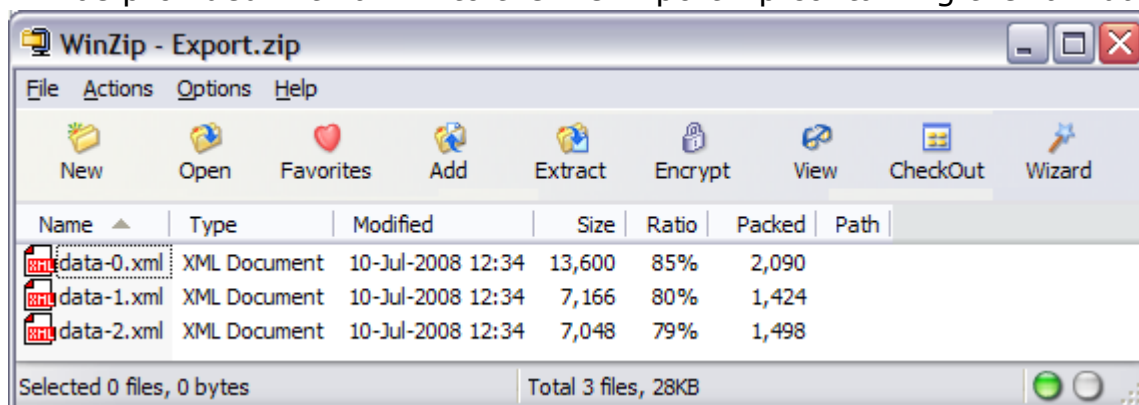 WinZip - Export.zip
File Actions Options Help
New Open Favorites Add Extract Encrypt View CheckOut Wizard
Name Type Modified Size Ratio Packed Path
XML data-0.xml XML Document 10-Jul-2008 12:34 13,600 85% 2,090
XML data-1.xml XML Document 10-Jul-2008 12:34 7,166 80% 1,424
XML data-2.xml XML Document 10-Jul-2008 12:34 7,048 79% 1,498
Selected 0 files, 0 bytes Total 3 files, 28KB